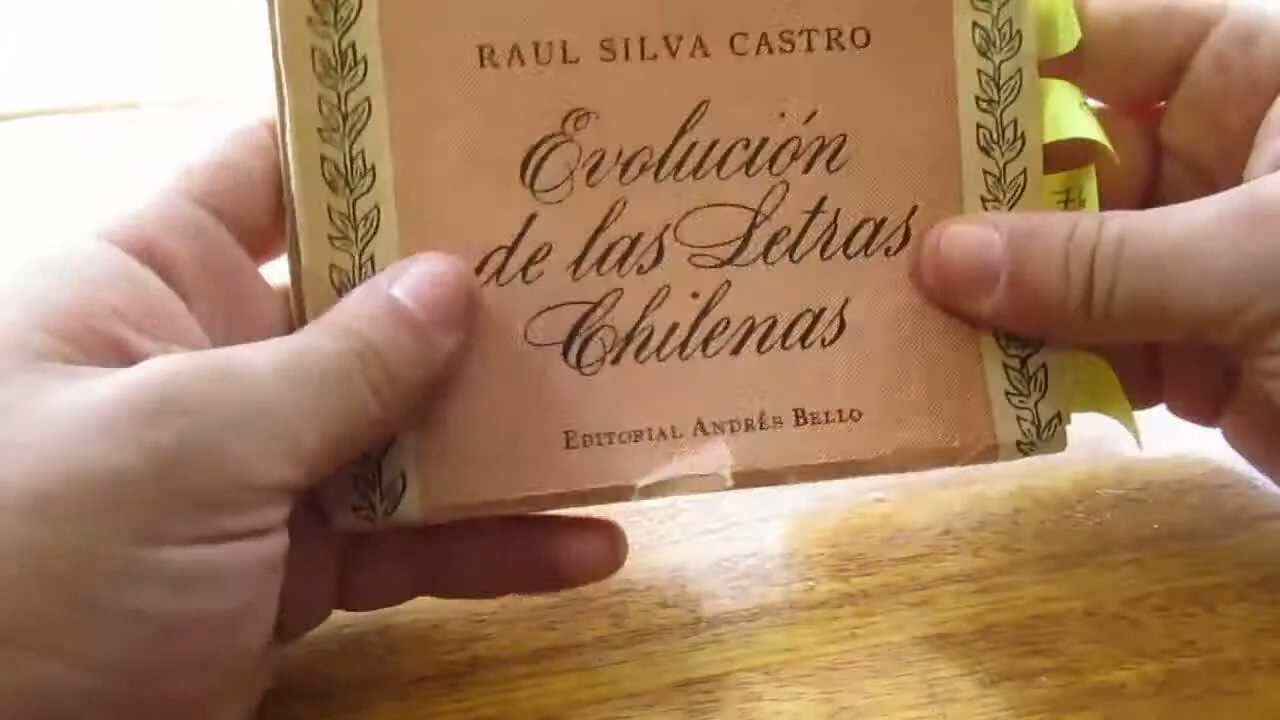 RAUL SILVA CASTRO
Evolución
de las Letras
Chilenas
EDITORIAL ANDRÉS BELLO